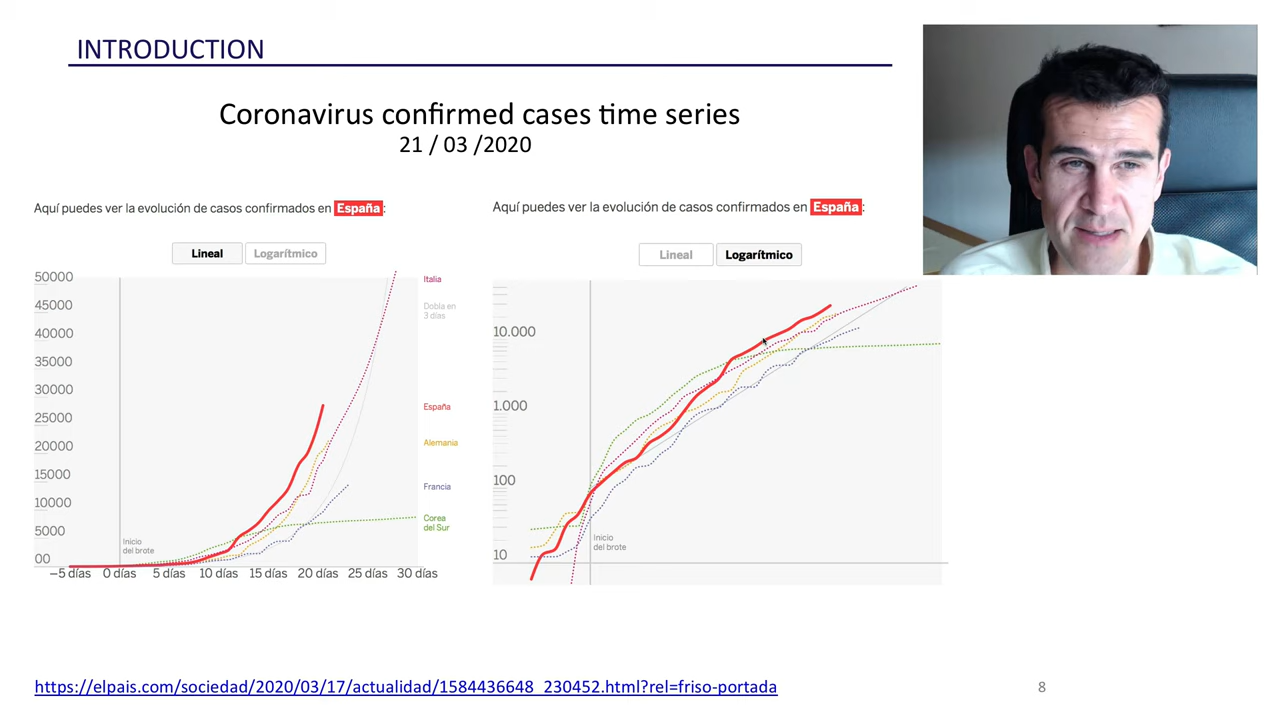 INTRODUCTION
Coronavirus confirmed cases time series
21 / 03 /2020
Aquí puedes ver la evolución de casos confirmados en España:
Lineal Logarítmico
50000
45000
40000
35000
30000
25000
20000
15000
10000
5000
00
Italia
Dobla en
3 días
España
Alemania
Francia
Corea
del Sur
Inicio
del brote
−5 días 0 días 5 días 10 días 15 días 20 días 25 días 30 días
Aquí puedes ver la evolución de casos confirmados en España:
Lineal Logarítmico
10.000
1.000
100
10
Inicio
del brote
https://elpais.com/sociedad/2020/03/17/actualidad/1584436648_230452.html?rel=friso-portada
8